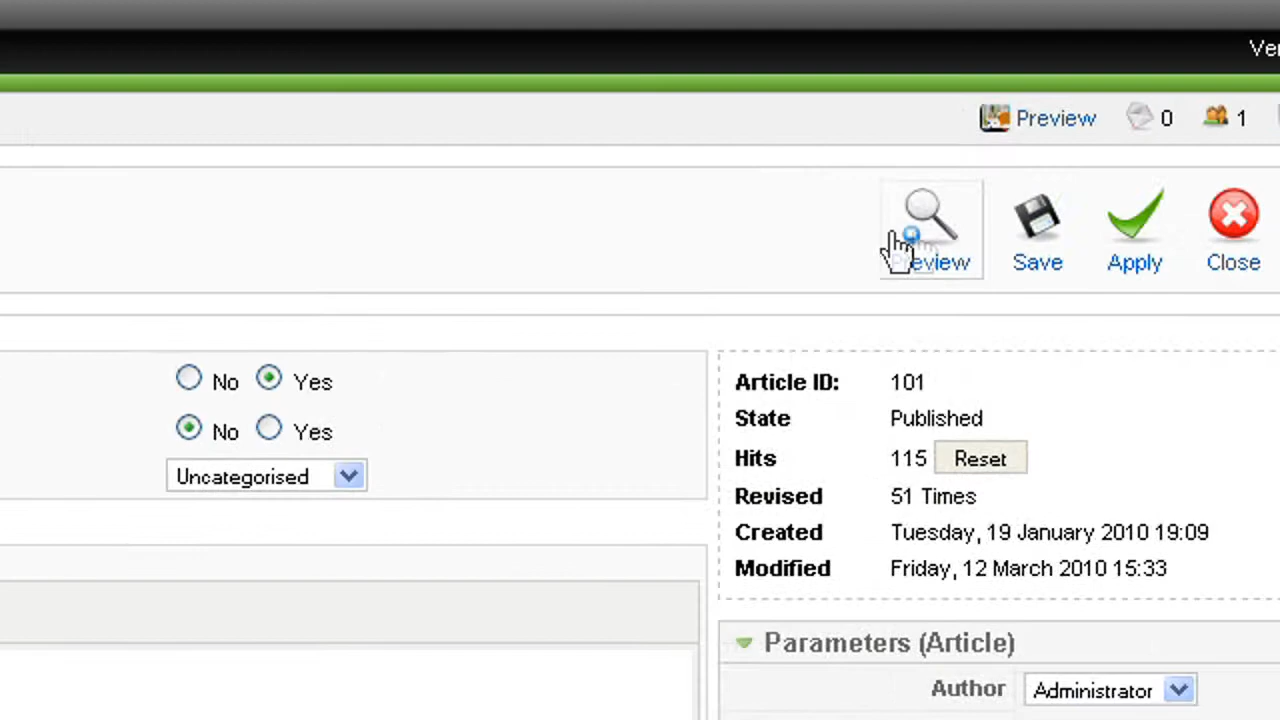 Preview 0 1
Save Apply Close
No Yes
No Yes
Uncategorised
Article ID: 101
State Published
Hits 115 Reset
Revised 51 Times
Created Tuesday, 19 January 2010 19:09
Modified Friday, 12 March 2010 15:33
Parameters (Article)
Author Administrator